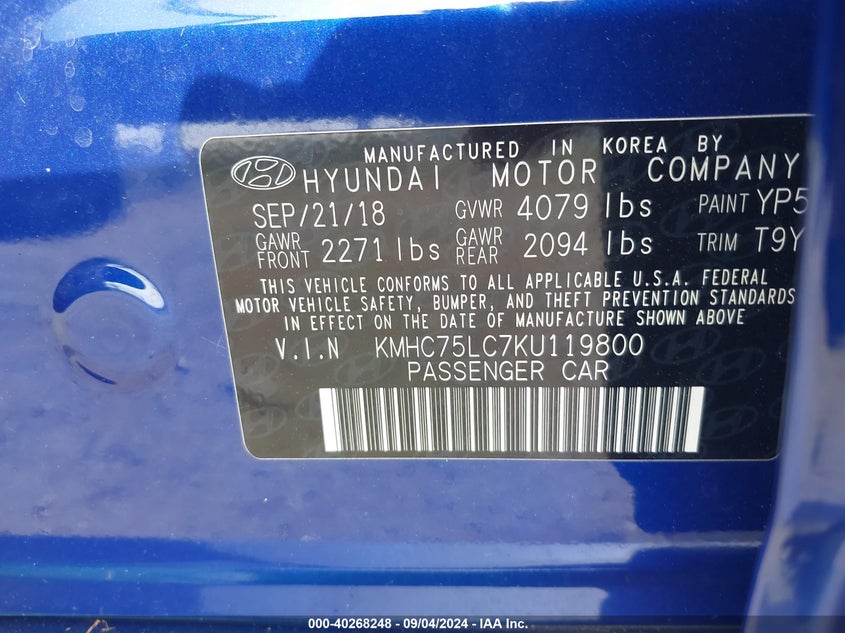 MANUFACTURED IN KOREA BY
HYUNDAI MOTOR COMPANY
SEP/21/18 GVWR 4079 lbs PAINT YP5
GAWR FRONT 2271 lbs GAWR REAR 2094 lbs TRIM T9Y
THIS VEHICLE CONFORMS TO ALL APPLICABLE U.S.A. FEDERAL
MOTOR VEHICLE SAFETY, BUMPER, AND THEFT PREVENTION STANDARDS
IN EFFECT ON THE DATE OF MANUFACTURE SHOWN ABOVE
V.I.N KMHC75LC7KU119800
PASSENGER CAR
000-40268248 - 09/04/2024 - IAA Inc.